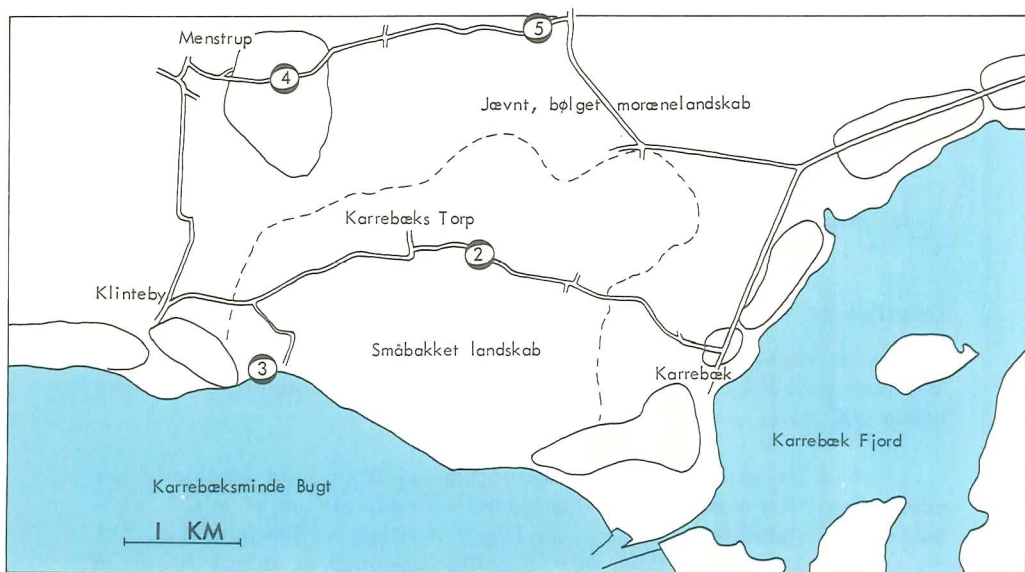 Menstrup
5
4
Jævnt, bølget morænelandskab
Karrebæks Torp
2
Klinteby
Småbakket landskab
3
Karrebæk
Karrebæk Fjord
Karrebæksminde Bugt
1 KM